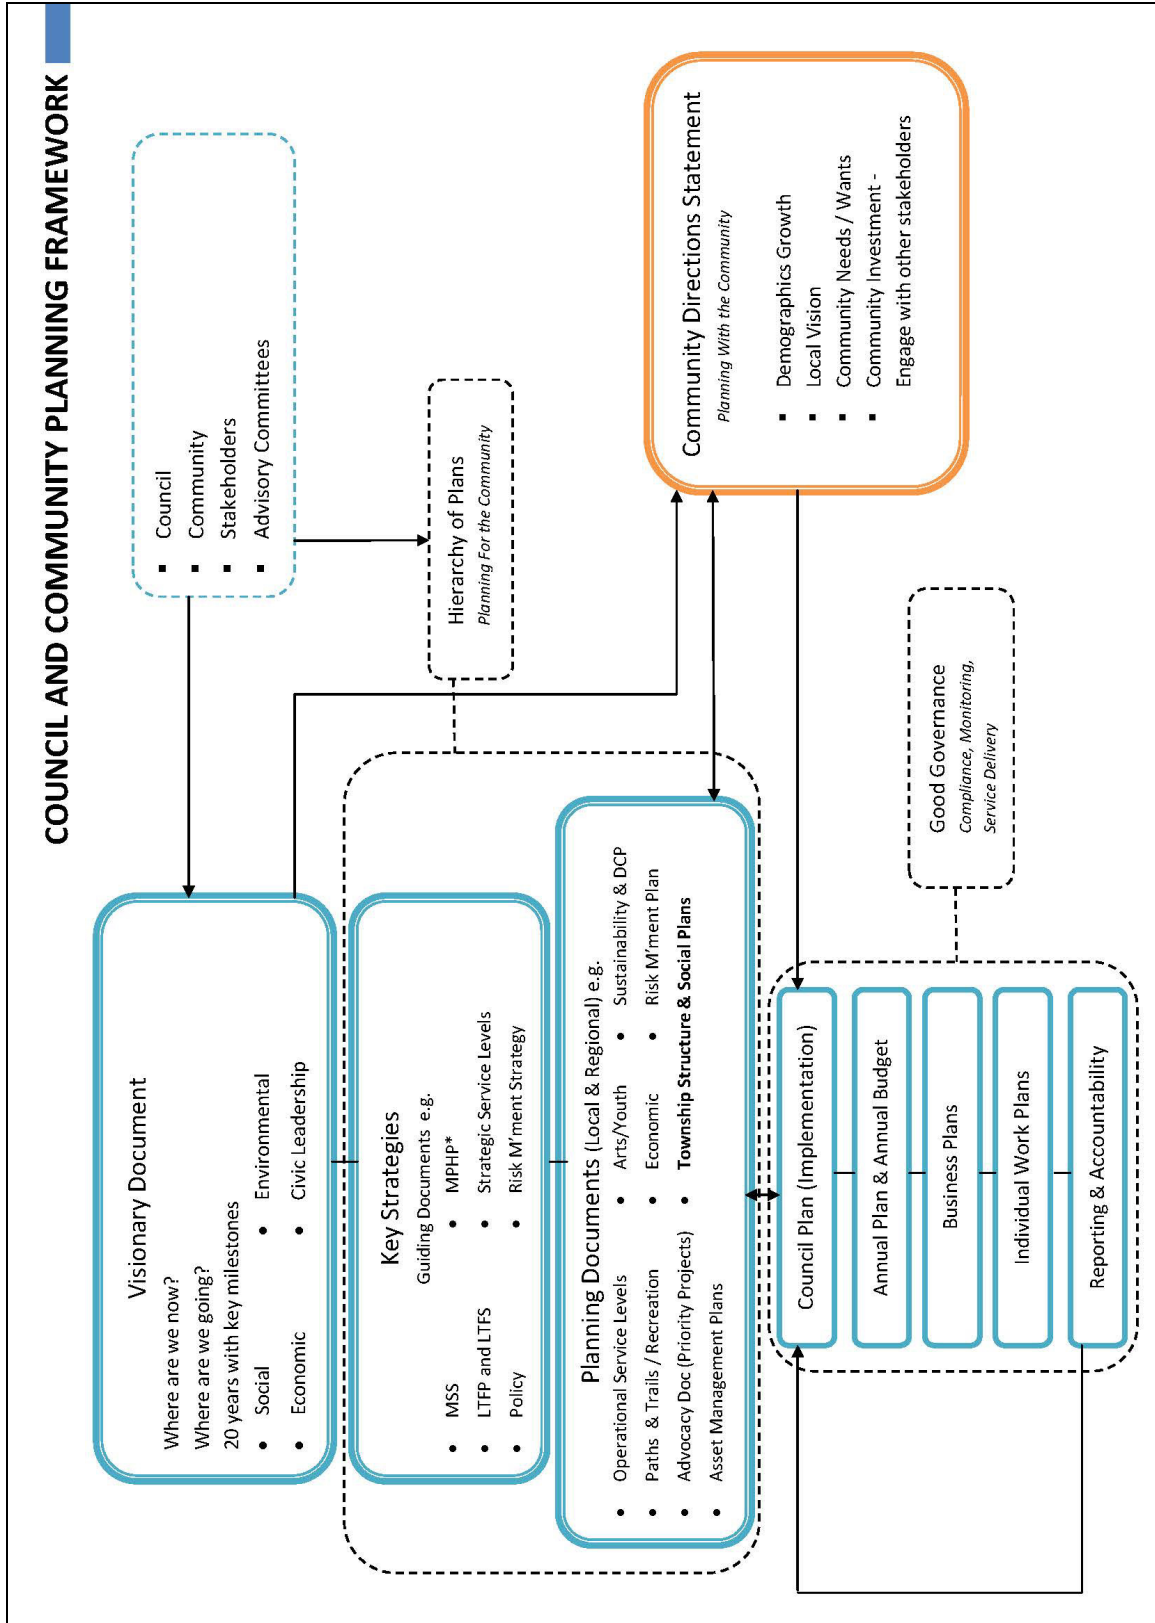 COUNCIL AND COMMUNITY PLANNING FRAMEWORK
▪ Council
▪ Community
▪ Stakeholders
▪ Advisory Committees
Visionary Document
Where are we now?
Where are we going?
20 years with key milestones
• Social
• Environmental
• Economic
• Civic Leadership
Hierarchy of Plans
Planning For the Community
Key Strategies
Guiding Documents e.g.
• MSS
• MPHP*
• LTFP and LTFS
• Strategic Service Levels
• Policy
• Risk M'ment Strategy
Planning Documents (Local & Regional) e.g.
• Operational Service Levels
• Arts/Youth
• Sustainability & DCP
• Paths & Trails / Recreation
• Economic
• Risk M'ment Plan
• Advocacy Doc (Priority Projects)
• Township Structure & Social Plans
• Asset Management Plans
Community Directions Statement
Planning With the Community
▪ Demographics Growth
▪ Local Vision
▪ Community Needs / Wants
▪ Community Investment -
Engage with other stakeholders
Council Plan (Implementation)
Annual Plan & Annual Budget
Business Plans
Individual Work Plans
Reporting & Accountability
Good Governance
Compliance, Monitoring,
Service Delivery